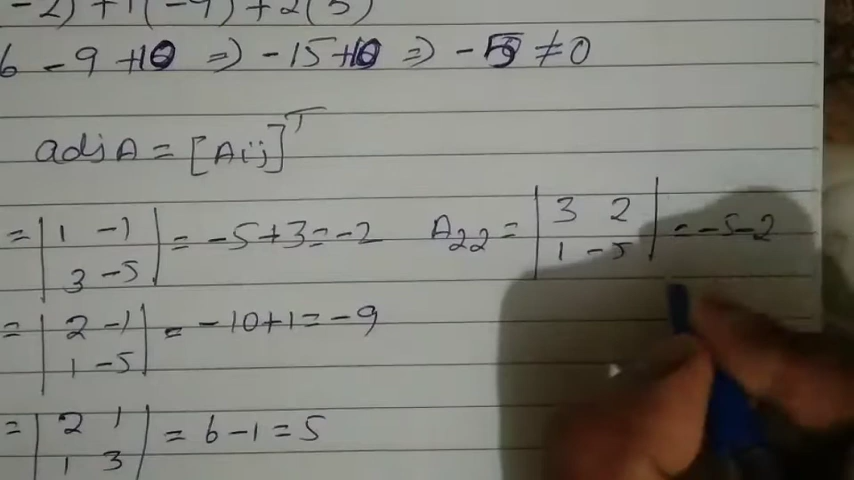 -2) + 1(-9) + 2(5)
6 - 9 + 10 => -15 + 10 => - 5 ≠ 0
adj A = [Aij]^T
= | 1 -1 | = -5 + 3 = -2 A22 = | 3 2 | = -5-2
| 3 -5 | | 1 -5 |
= | 2 -1 | = -10 + 1 = -9
| 1 -5 |
= | 2 1 | = 6 - 1 = 5
| 1 3 |